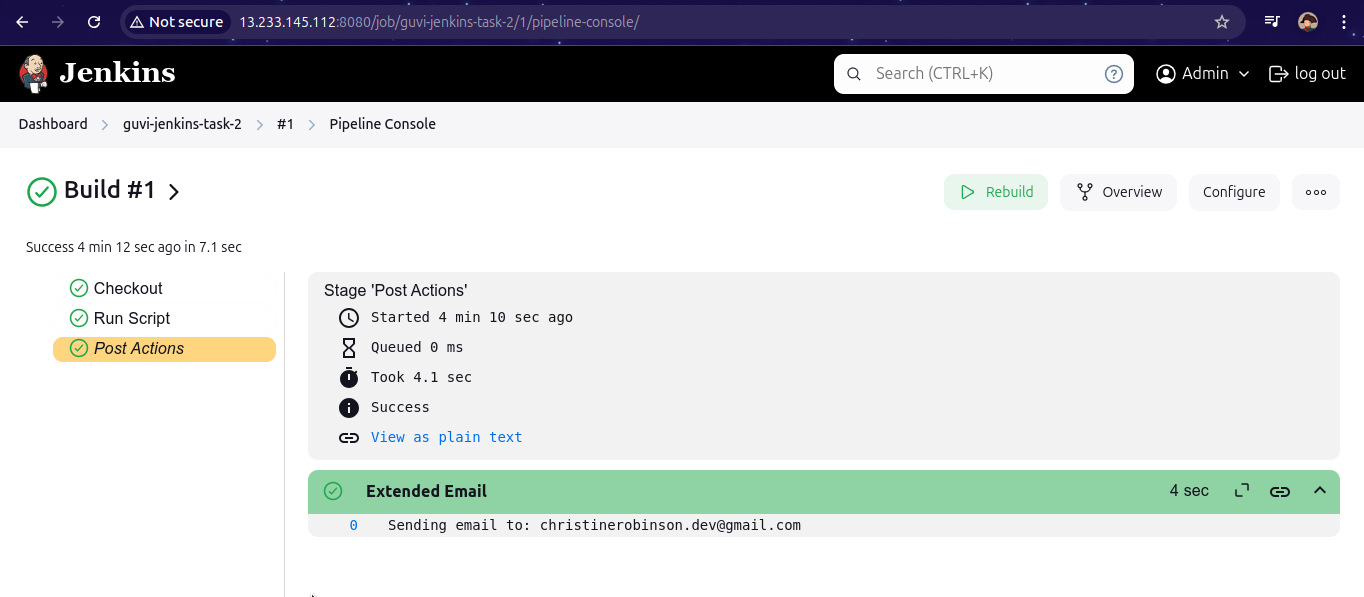 Not secure 13.233.145.112:8080/job/guvi-jenkins-task-2/1/pipeline-console/
Jenkins Search (CTRL+K) ? Admin log out
Dashboard guvi-jenkins-task-2 #1 Pipeline Console
Build #1 Rebuild Overview Configure
Success 4 min 12 sec ago in 7.1 sec
Checkout
Run Script
Post Actions
Stage 'Post Actions'
Started 4 min 10 sec ago
Queued 0 ms
Took 4.1 sec
Success
View as plain text
Extended Email 4 sec
0 Sending email to: christinerobinson.dev@gmail.com